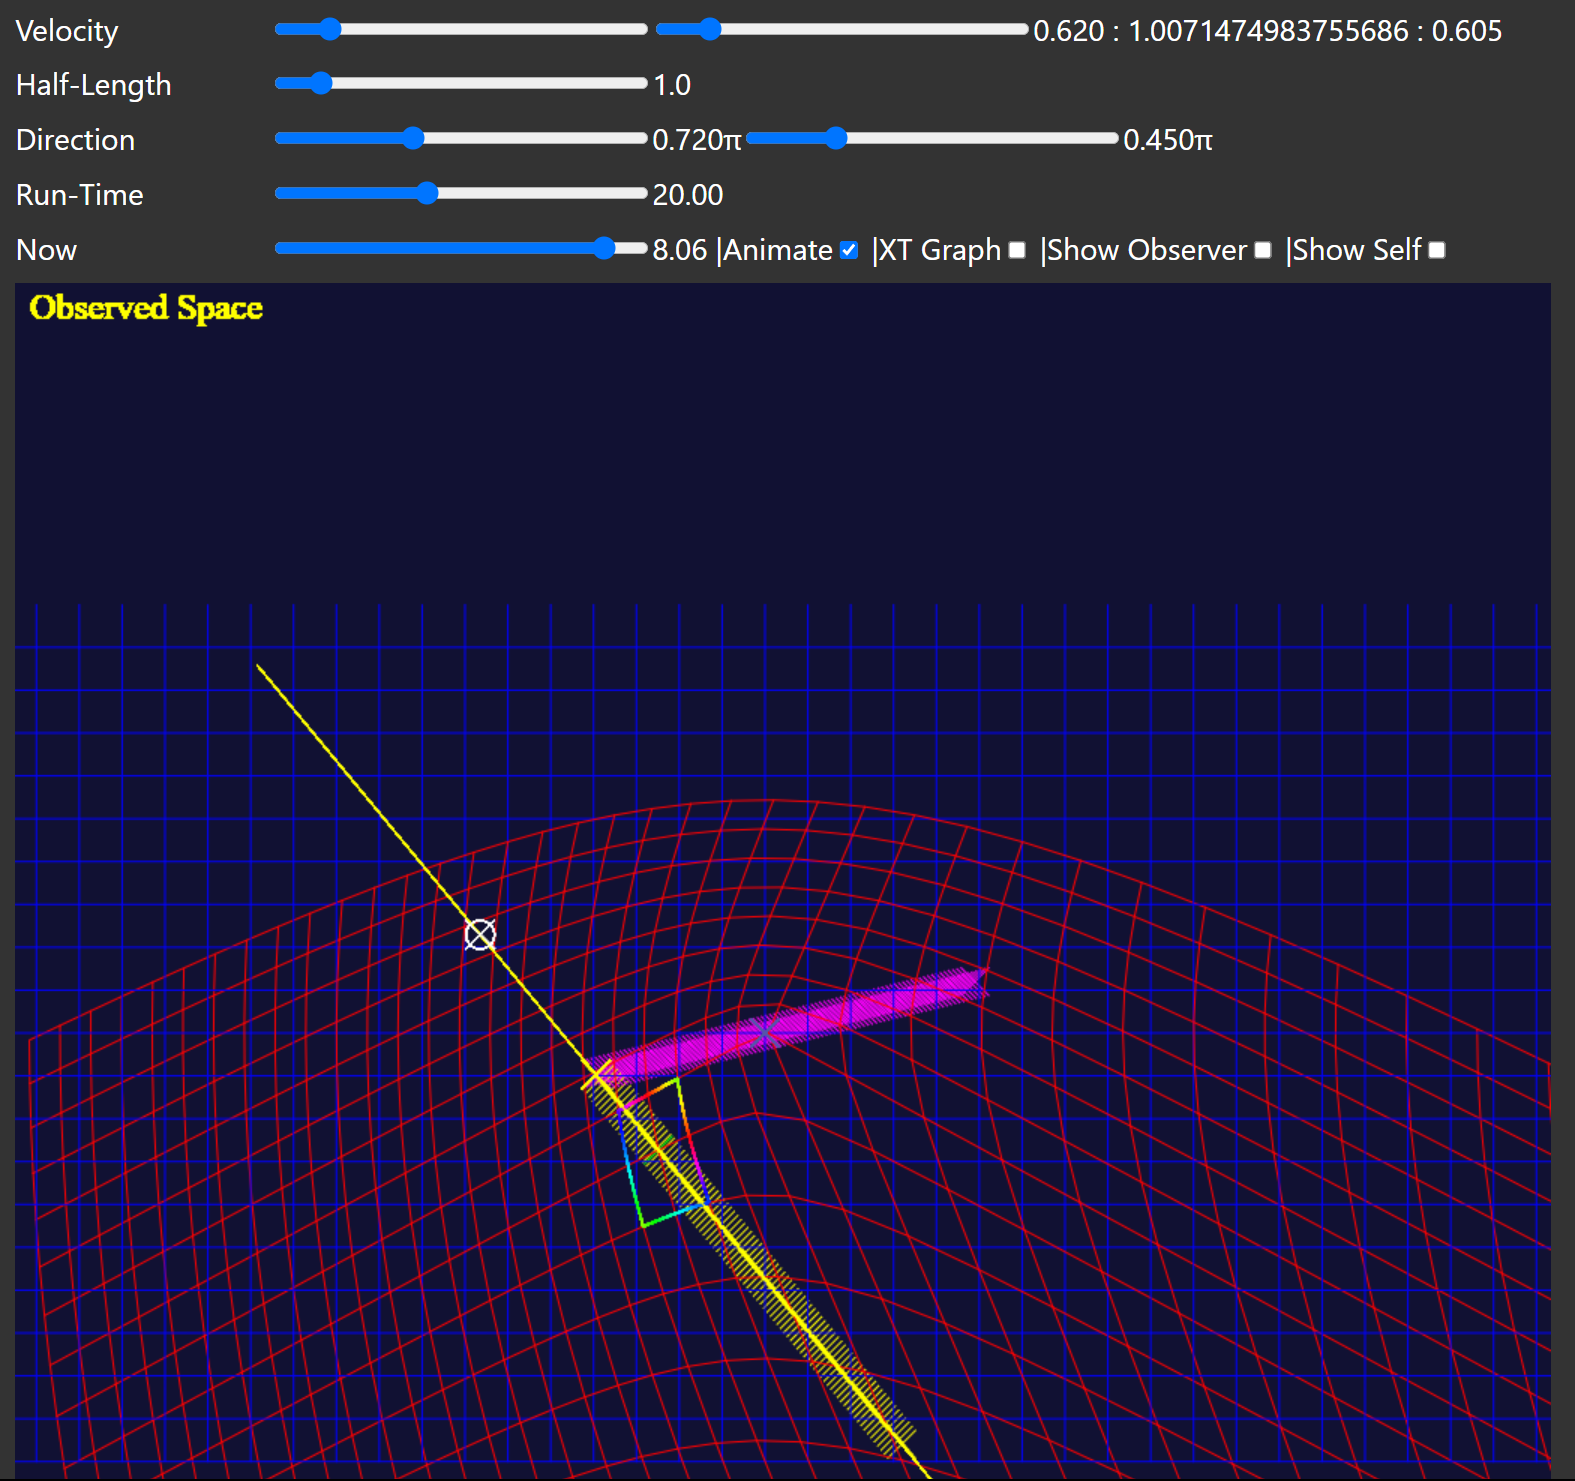 Velocity 0.620 : 1.0071474983755686 : 0.605
Half-Length 1.0
Direction 0.720π 0.450π
Run-Time 20.00
Now 8.06 |Animate |XT Graph |Show Observer |Show Self
Observed Space